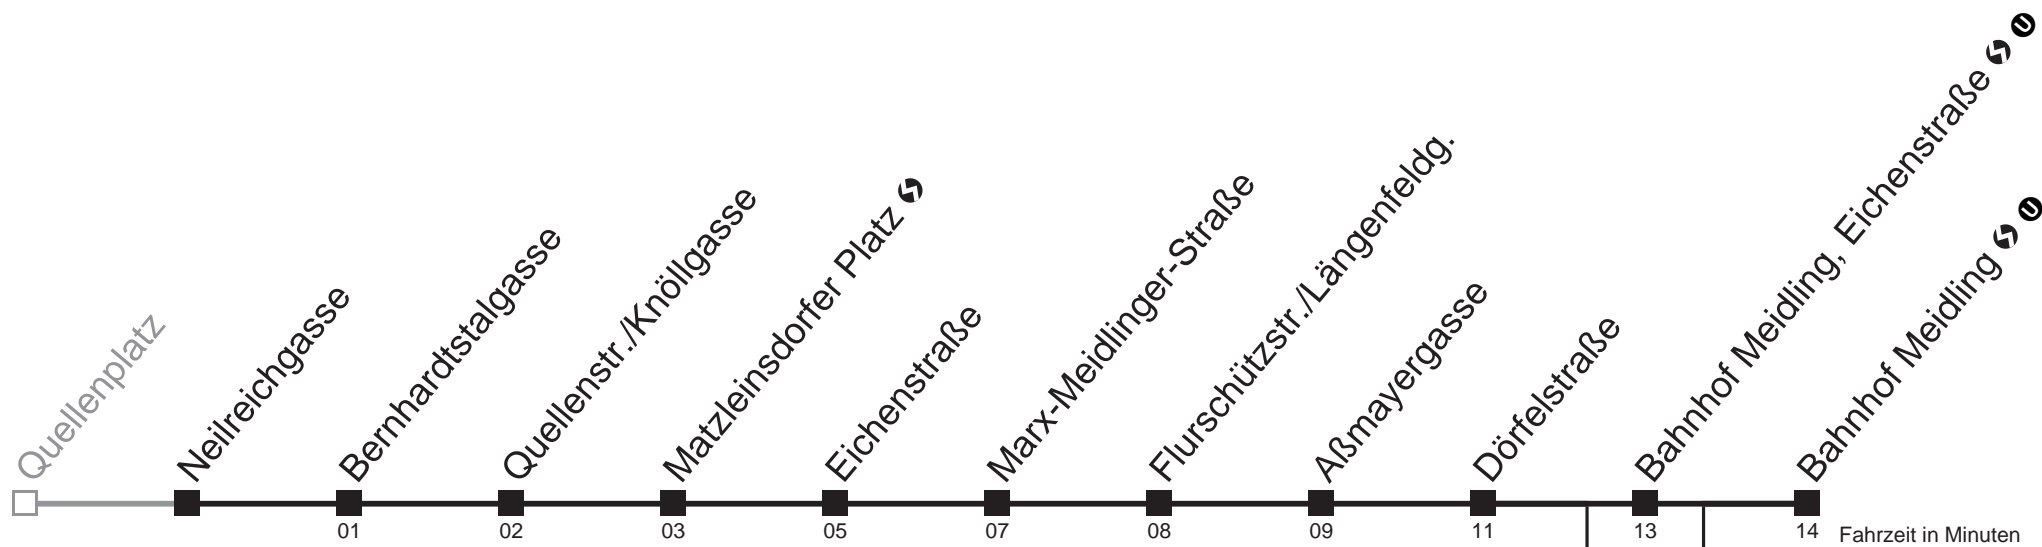 Quellenplatz
Neilreichgasse
Bernhardtstalgasse
Quellenstr./Knöllgasse
Matzleinsdorfer Platz
Eichenstraße
Marx-Meidlinger-Straße
Flurschützstr./Längenfeldg.
Aßmayergasse
Dörfelstraße
Bahnhof Meidling, Eichenstraße U
Bahnhof Meidling U
01 02 03 05 07 08 09 11 13 14 Fahrzeit in Minuten